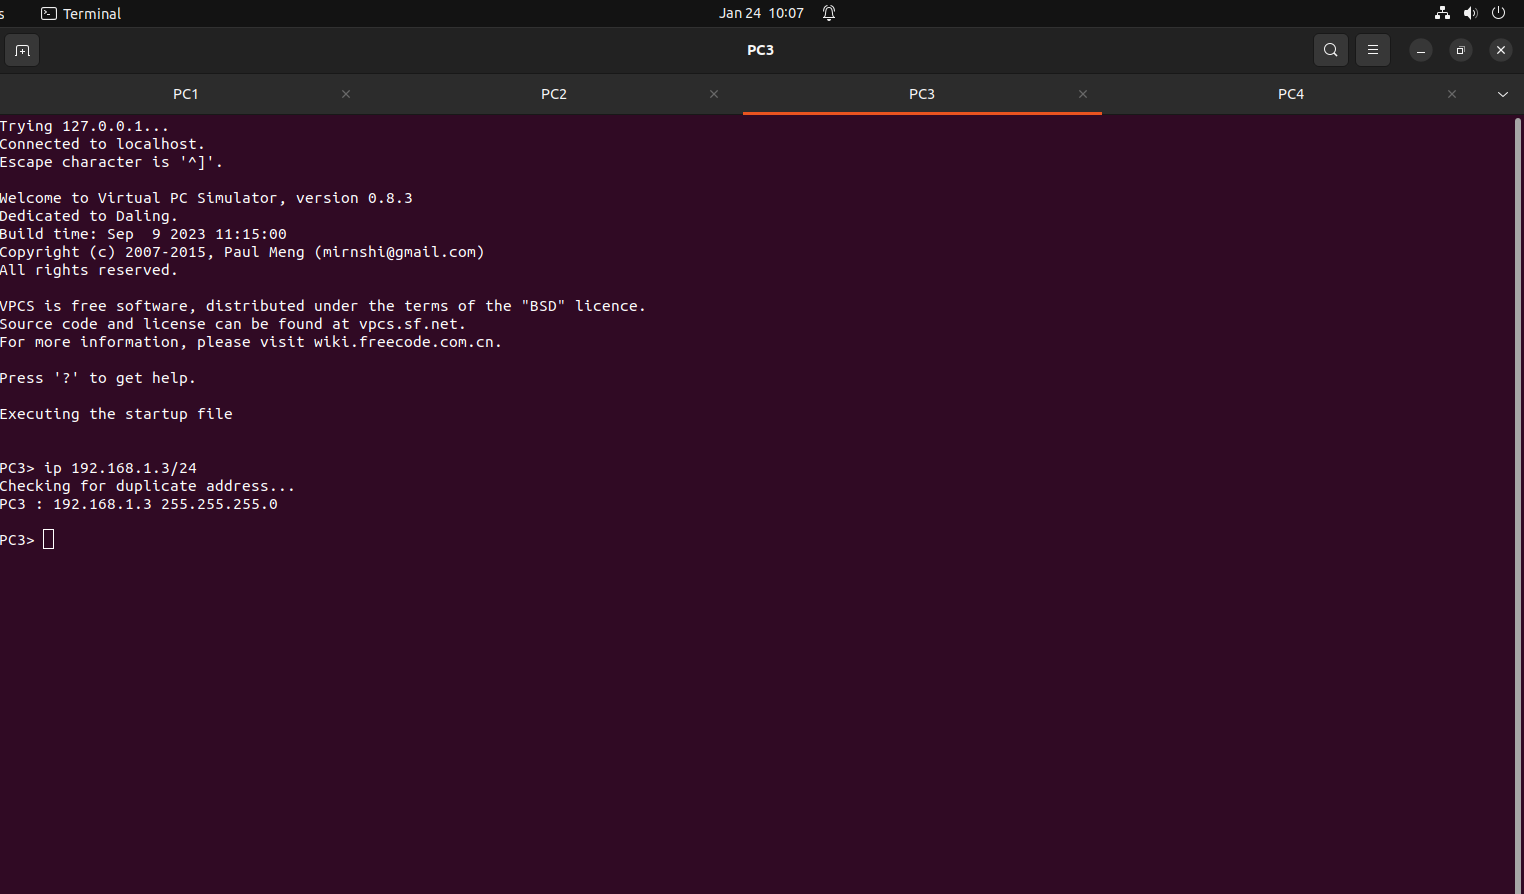 s Terminal Jan 24 10:07
PC3
PC1 PC2 PC3 PC4
Trying 127.0.0.1...
Connected to localhost.
Escape character is '^]'.
Welcome to Virtual PC Simulator, version 0.8.3
Dedicated to Daling.
Build time: Sep  9 2023 11:15:00
Copyright (c) 2007-2015, Paul Meng (mirnshi@gmail.com)
All rights reserved.
VPCS is free software, distributed under the terms of the "BSD" licence.
Source code and license can be found at vpcs.sf.net.
For more information, please visit wiki.freecode.com.cn.
Press '?' to get help.
Executing the startup file
PC3> ip 192.168.1.3/24
Checking for duplicate address...
PC3 : 192.168.1.3 255.255.255.0
PC3>